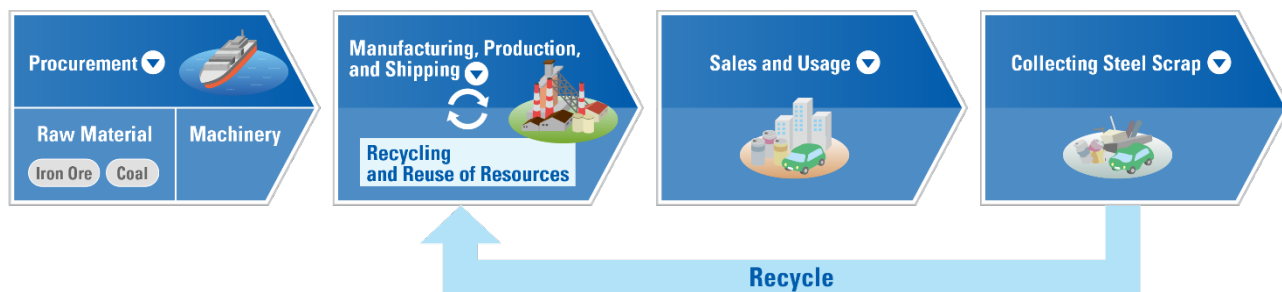 Procurement
Raw Material
Machinery
Iron Ore
Coal
Manufacturing, Production,
and Shipping
Recycling
and Reuse of Resources
Sales and Usage
Collecting Steel Scrap
Recycle